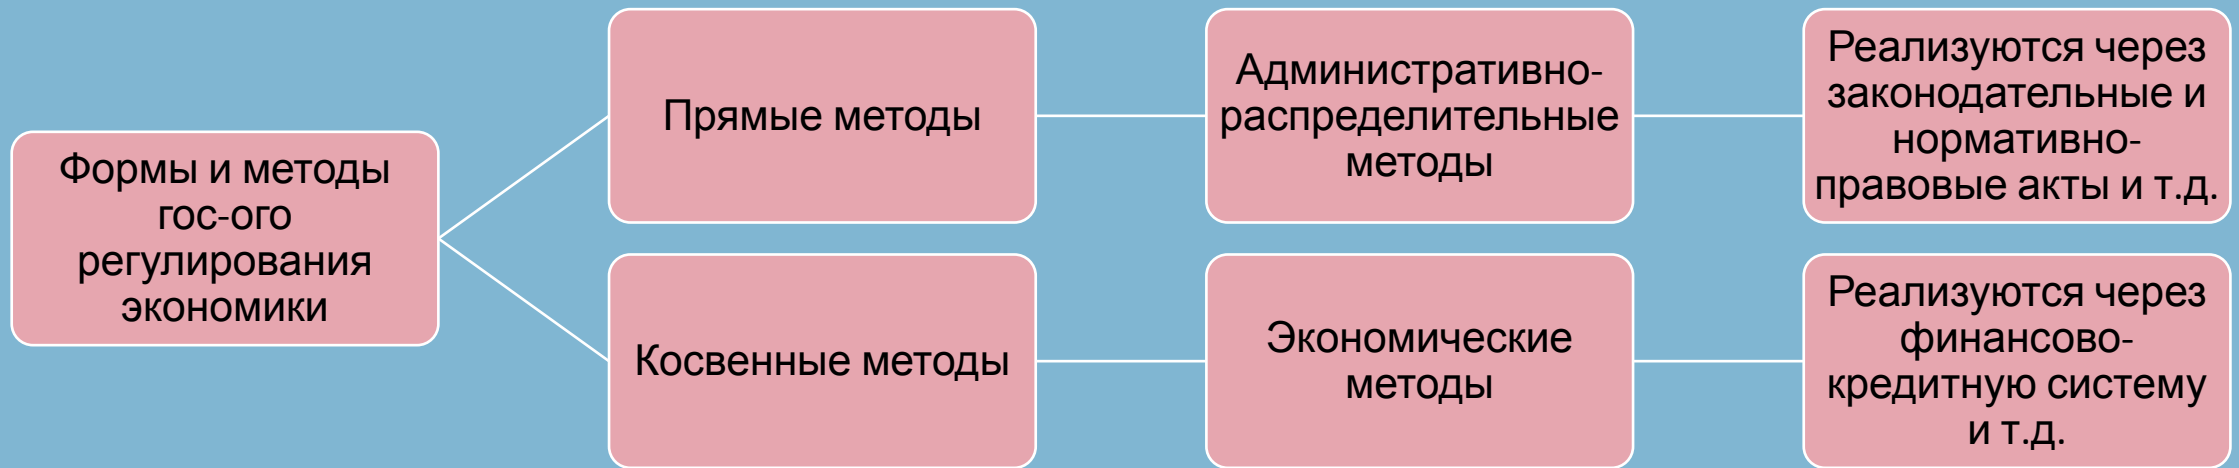 Формы и методы
гос-ого
регулирования
экономики
Прямые методы
Административно-
распределительные
методы
Реализуются через
законодательные и
нормативно-
правовые акты и т.д.
Косвенные методы
Экономические
методы
Реализуются через
финансово-
кредитную систему
и т.д.